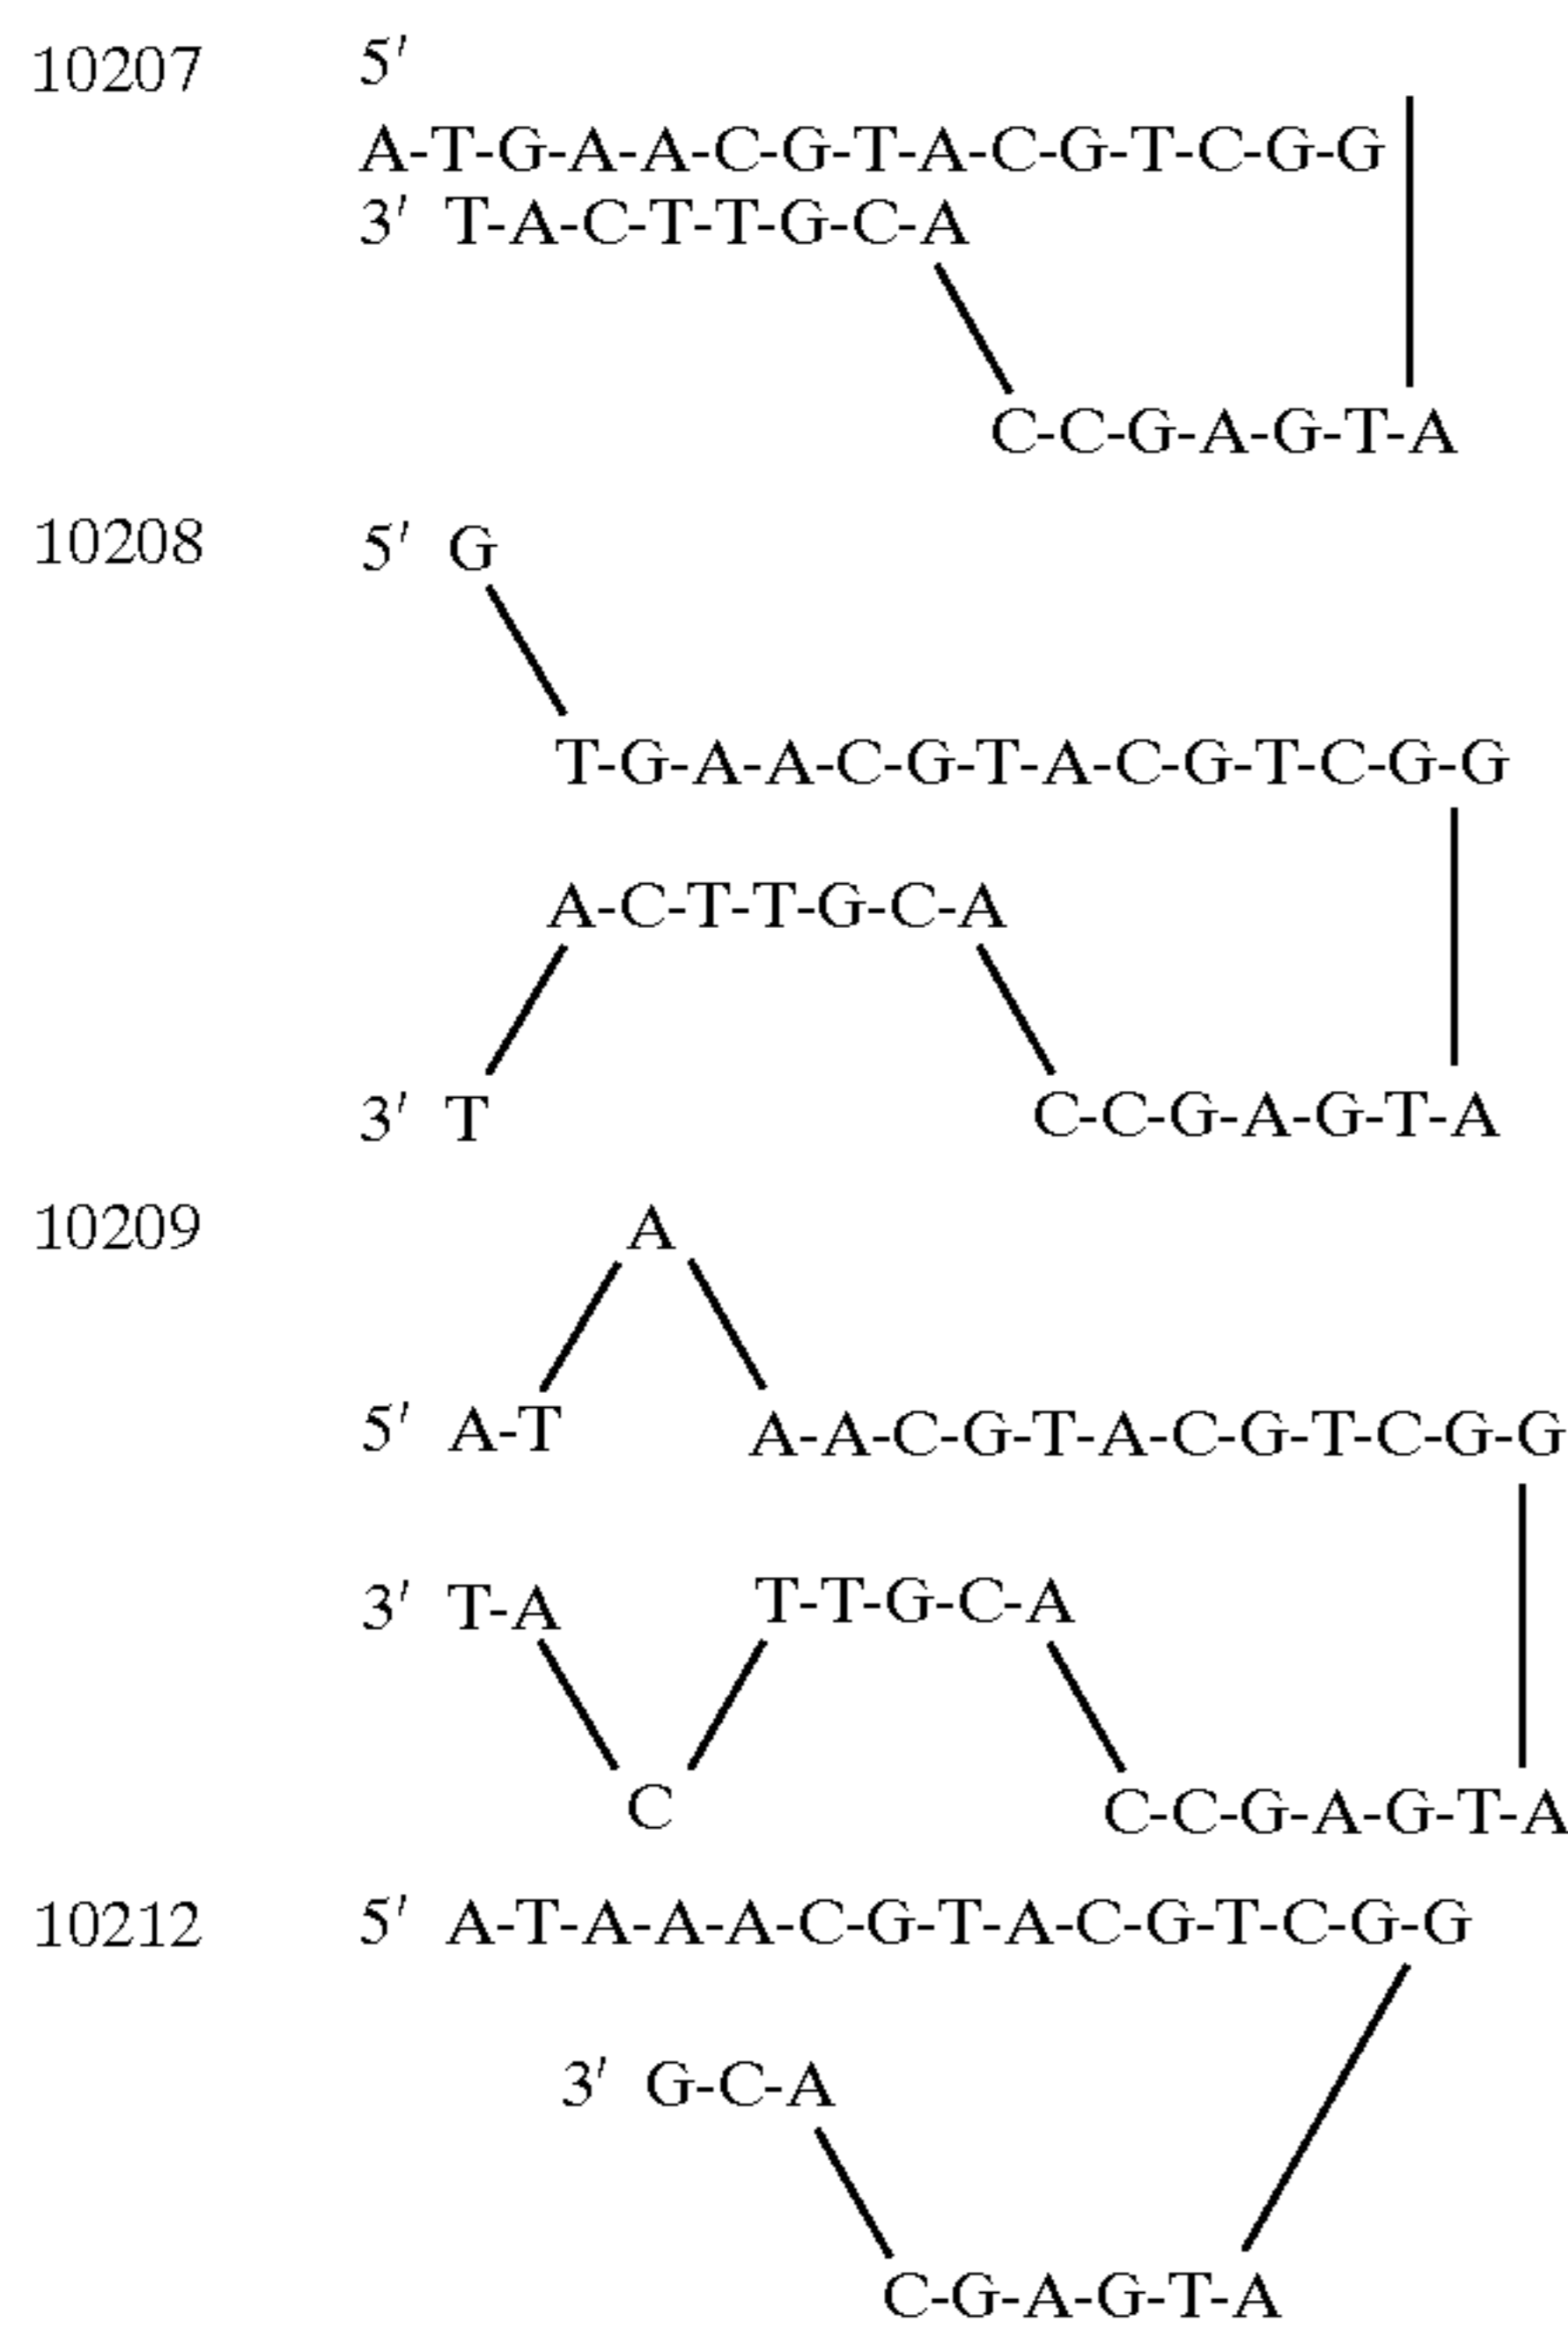 10207 5′
A-T-G-A-A-C-G-T-A-C-G-T-C-G-G
3′ T-A-C-T-T-G-C-A
C-C-G-A-G-T-A
10208 5′ G
T-G-A-A-C-G-T-A-C-G-T-C-G-G
A-C-T-T-G-C-A
3′ T
C-C-G-A-G-T-A
10209
A
5′ A-T A-A-C-G-T-A-C-G-T-C-G-G
3′ T-A T-T-G-C-A
C
C-C-G-A-G-T-A
10212 5′ A-T-A-A-A-C-G-T-A-C-G-T-C-G-G
3′ G-C-A
C-G-A-G-T-A